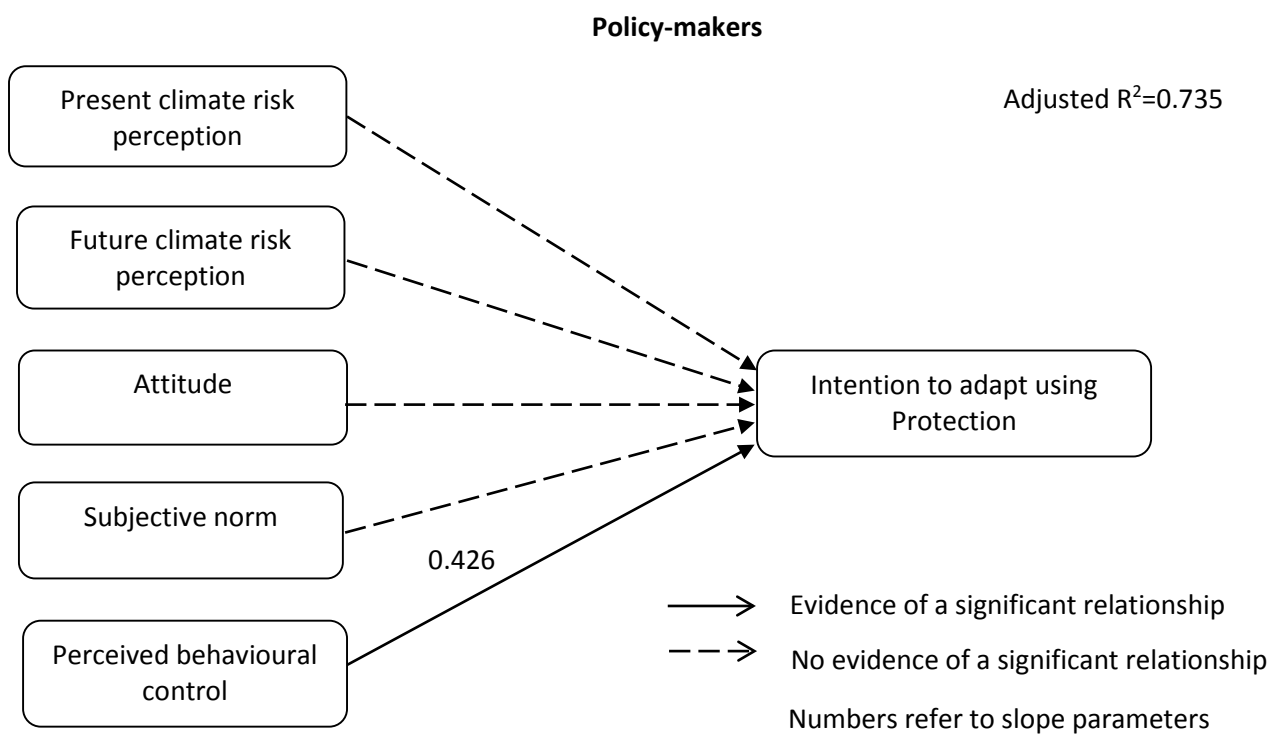 Policy-makers
Present climate risk
perception
Adjusted R²=0.735
Future climate risk
perception
Attitude
Intention to adapt using
Protection
Subjective norm
0.426
Perceived behavioural
control
Evidence of a significant relationship
No evidence of a significant relationship
Numbers refer to slope parameters